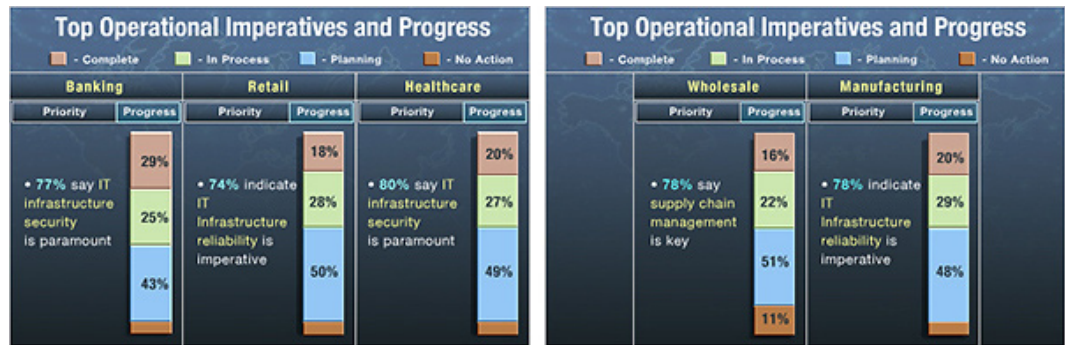 Top Operational Imperatives and Progress
- Complete - In Process - Planning - No Action
Banking Retail Healthcare
Priority Progress Priority Progress Priority Progress
29%
25%
43%
• 77% say IT
infrastructure
security
is paramount
18%
28%
50%
• 74% indicate
IT
Infrastructure
reliability is
imperative
20%
27%
49%
• 80% say IT
infrastructure
security
is paramount
Top Operational Imperatives and Progress
- Complete - In Process - Planning - No Action
Wholesale Manufacturing
Priority Progress Priority Progress
16%
22%
51%
11%
• 78% say
supply chain
management
is key
20%
29%
48%
• 78% indicate
IT
Infrastructure
reliability is
imperative